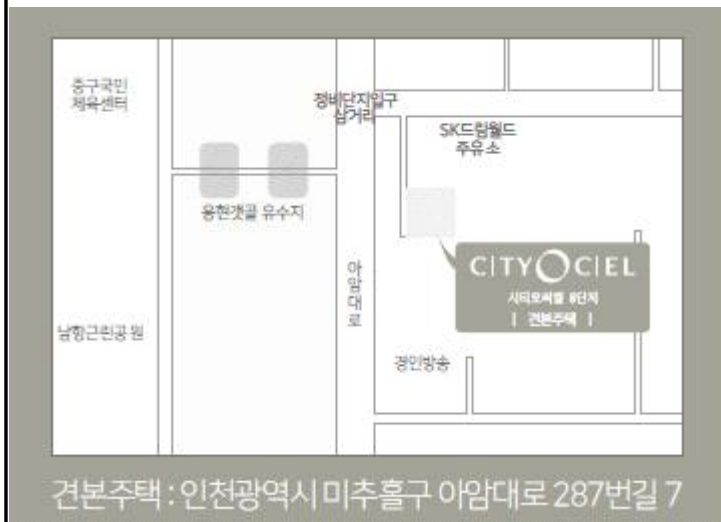 중구국민
체육센터
정비단지입구
삼거리
SK드림월드
주유소
용현갯골 유수지
아암대로
CITY CIEL
시티오씨엘 6단지
| 견본주택 |
남항근린공원
경인방송
견본주택 : 인천광역시 미추홀구 아암대로 287번길 7